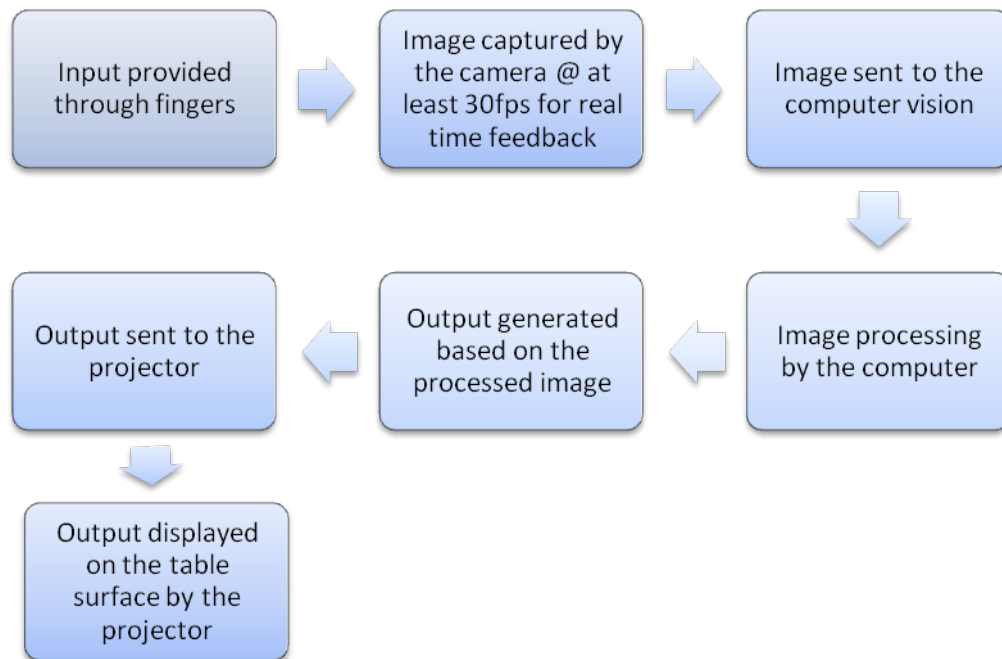 Input provided
through fingers
Image captured by
the camera @ at
least 30fps for real
time feedback
Image sent to the
computer vision
Image processing
by the computer
Output generated
based on the
processed image
Output sent to the
projector
Output displayed
on the table
surface by the
projector